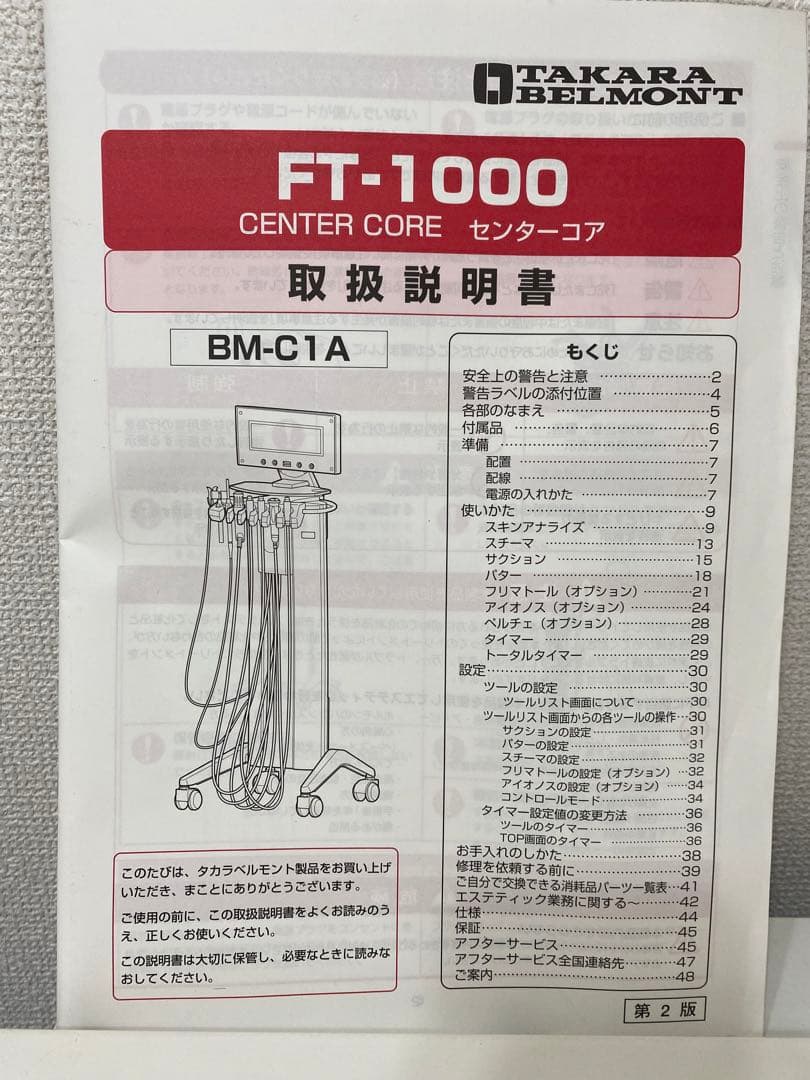 TAKARA
BELMONT
FT-1000
CENTER CORE センターコア
取扱説明書
BM-C1A
もくじ
安全上の警告と注意 …………………2
警告ラベルの添付位置 ………………4
各部のなまえ …………………………5
付属品 …………………………………6
準備 ……………………………………7
配置 ……………………………………7
配線 ……………………………………7
電源の入れかた ………………………7
使いかた ………………………………9
スキンアナライズ ……………………9
スチーマ ………………………………13
サクション ……………………………15
パター …………………………………18
フリマトール（オプション）…………21
アイオノス（オプション）……………24
ペルチェ（オプション）………………28
タイマー ………………………………29
トータルタイマー ……………………29
設定……………………………………30
ツールの設定 …………………………30
ツールリスト画面について……………30
ツールリスト画面からの各ツールの操作…30
サクションの設定 ……………………31
パターの設定 …………………………31
スチーマの設定 ………………………32
フリマトールの設定（オプション）…32
アイオノスの設定（オプション）……34
コントロールモード …………………34
タイマー設定値の変更方法 …………36
ツールのタイマー ……………………36
TOP画面のタイマー …………………36
お手入れのしかた ……………………38
修理を依頼する前に …………………39
ご自分で交換できる消耗品パーツ一覧表…41
エステティック業務に関する～………42
仕様……………………………………44
保証……………………………………45
アフターサービス ……………………45
アフターサービス全国連絡先…………47
ご案内…………………………………48
このたびは、タカラベルモント製品をお買い上げ
いただき、まことにありがとうございます。
ご使用の前に、この取扱説明書をよくお読みのう
え、正しくお使いください。
この説明書は大切に保管し、必要なときに読みな
おしてください。
第2版